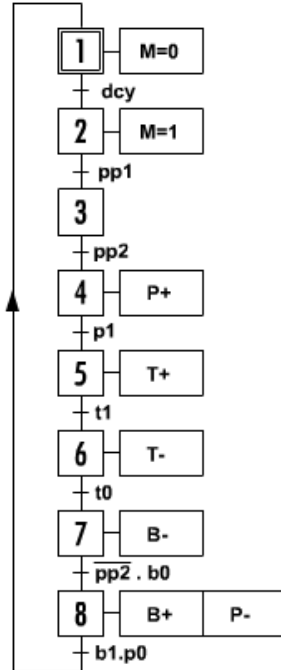 1 M=0
dcy
2 M=1
pp1
3
pp2
4 P+
p1
5 T+
t1
6 T-
t0
7 B-
p̅p̅2̅ . b0
8 B+ P-
b1.p0